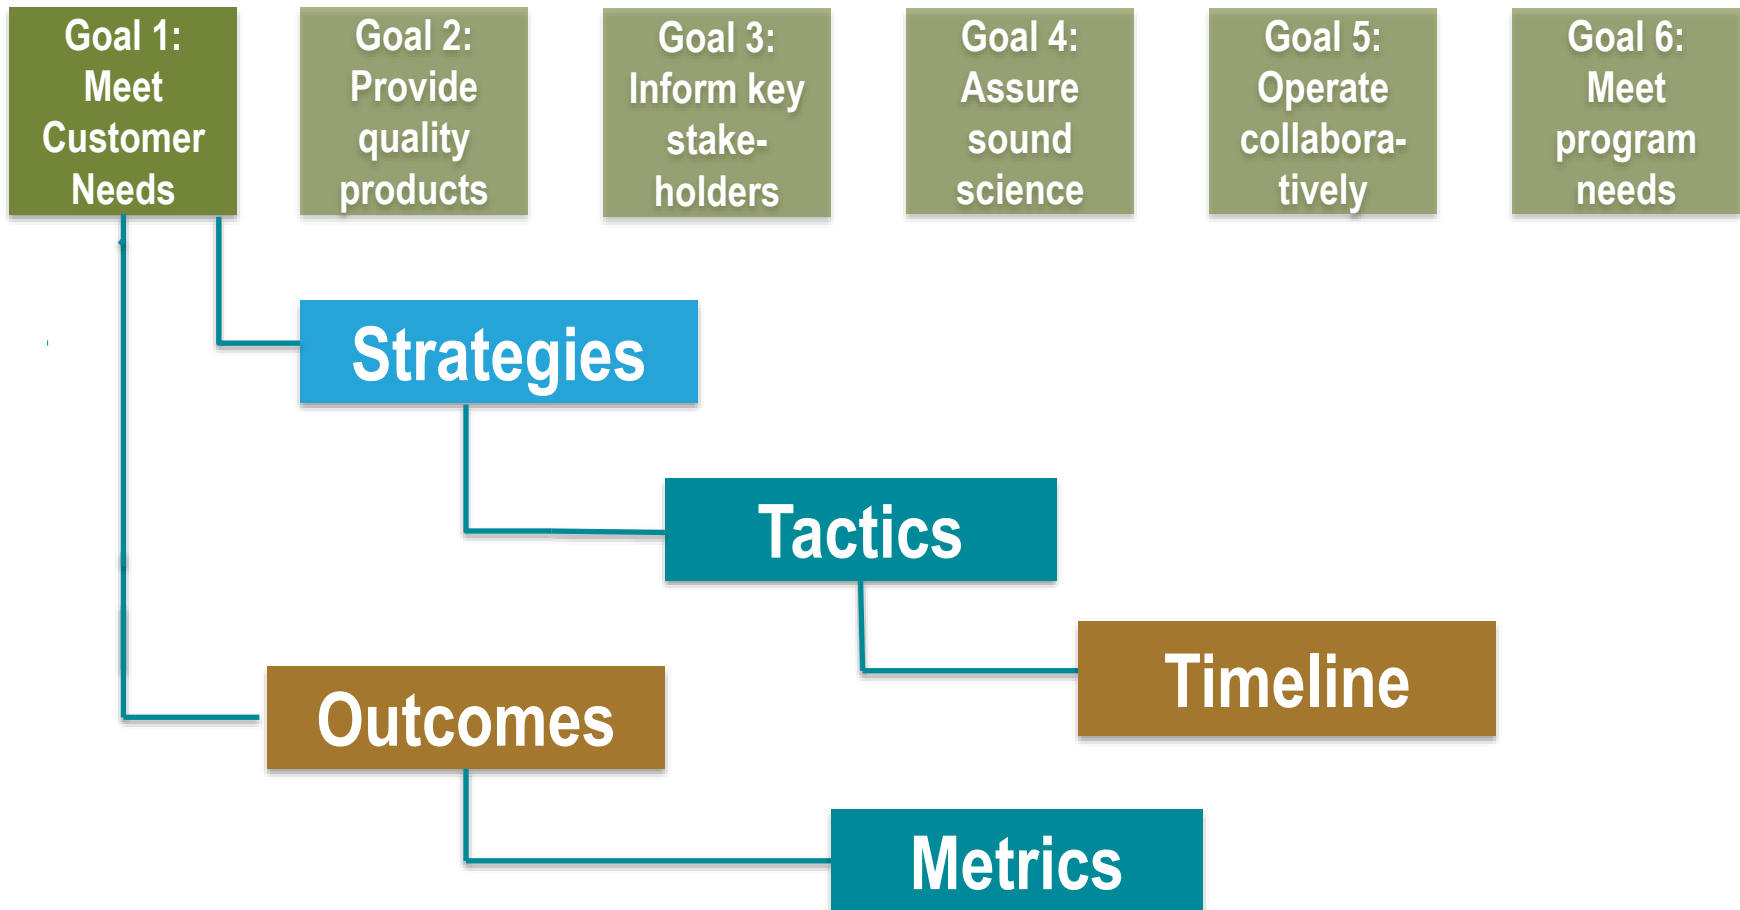 Goal 1:
Meet
Customer
Needs
Goal 2:
Provide
quality
products
Goal 3:
Inform key
stake-
holders
Goal 4:
Assure
sound
science
Goal 5:
Operate
collabora-
tively
Goal 6:
Meet
program
needs
Strategies
Tactics
Timeline
Outcomes
Metrics